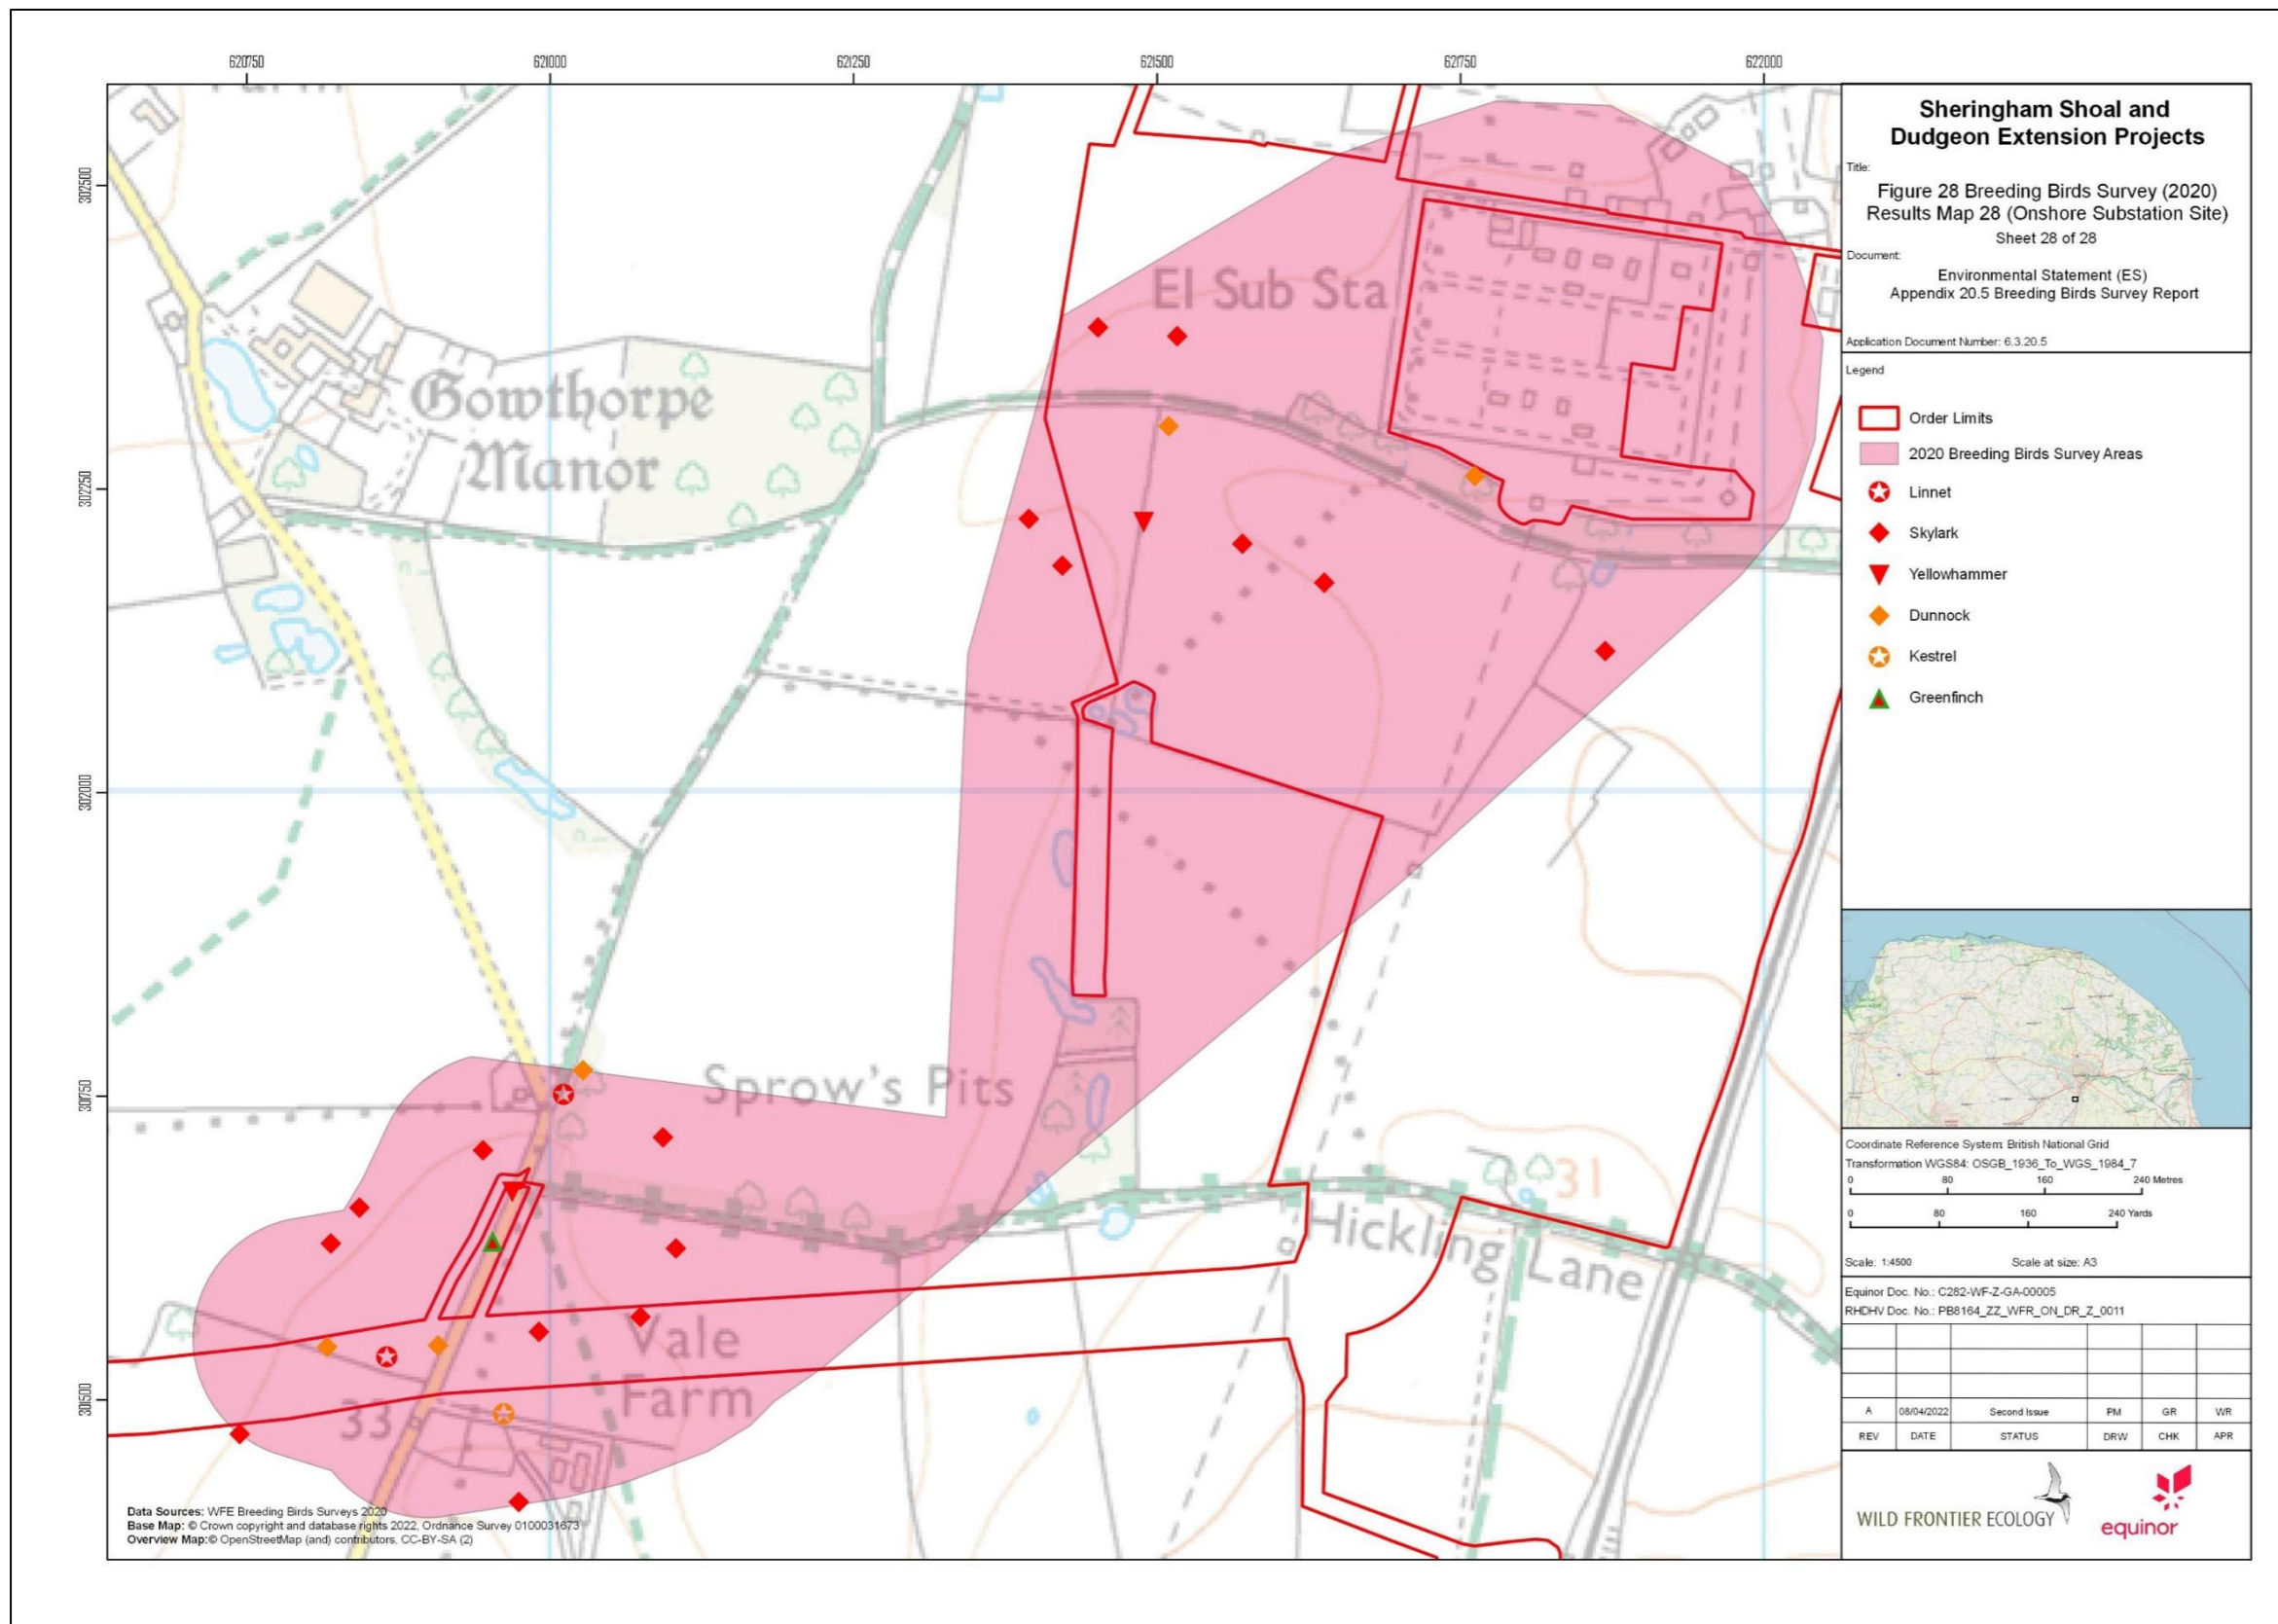 620750
621000
621250
621500
621750
622000
302500
302250
302000
301750
301500
El Sub Sta
Gowthorpe
Manor
Sprow's Pits
Hickling Lane
31
Vale
Farm
33
Data Sources: WFE Breeding Birds Surveys 2020
Base Map: © Crown copyright and database rights 2022, Ordnance Survey 0100031673
Overview Map:© OpenStreetMap (and) contributors, CC-BY-SA (2)
Sheringham Shoal and
Dudgeon Extension Projects
Title:
Figure 28 Breeding Birds Survey (2020)
Results Map 28 (Onshore Substation Site)
Sheet 28 of 28
Document:
Environmental Statement (ES)
Appendix 20.5 Breeding Birds Survey Report
Application Document Number: 6.3.20.5
Legend
Order Limits
2020 Breeding Birds Survey Areas
Linnet
Skylark
Yellowhammer
Dunnock
Kestrel
Greenfinch
Coordinate Reference System: British National Grid
Transformation WGS84: OSGB_1936_To_WGS_1984_7
0 80 160 240 Metres
0 80 160 240 Yards
Scale: 1:4500 Scale at size: A3
Equinor Doc. No.: C282-WF-Z-GA-00005
RHDHV Doc. No.: PB8164_ZZ_WFR_ON_DR_Z_0011
A 08/04/2022 Second Issue PM GR WR
REV DATE STATUS DRW CHK APR
WILD FRONTIER ECOLOGY
equinor